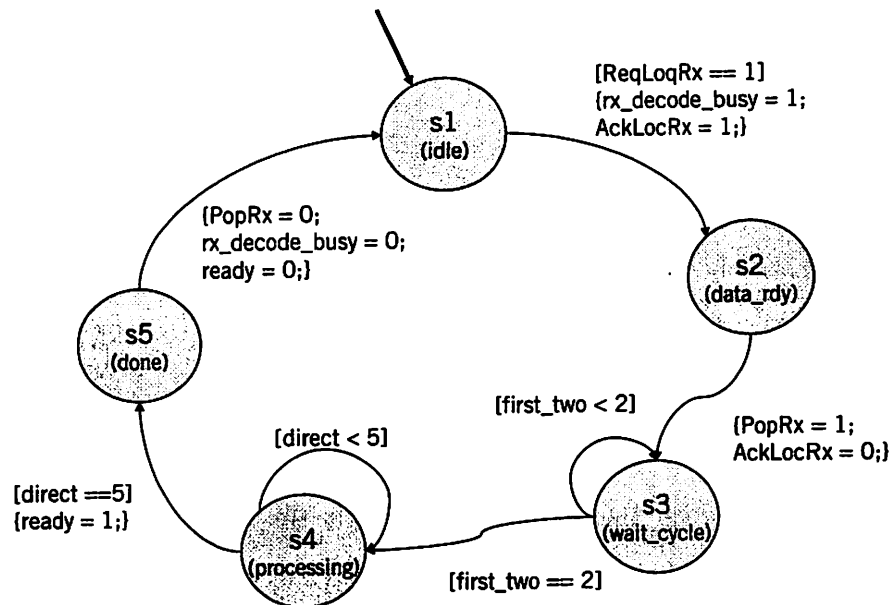 [ReqLoqRx == 1]
{rx_decode_busy = 1;
AckLocRx = 1;}
s1
(idle)
{PopRx = 0;
rx_decode_busy = 0;
ready = 0;}
s2
(data_rdy)
s5
(done)
[first_two < 2]
{PopRx = 1;
AckLocRx = 0;}
[direct < 5]
[direct ==5]
{ready = 1;}
s3
(wait_cycle)
s4
(processing)
[first_two == 2]